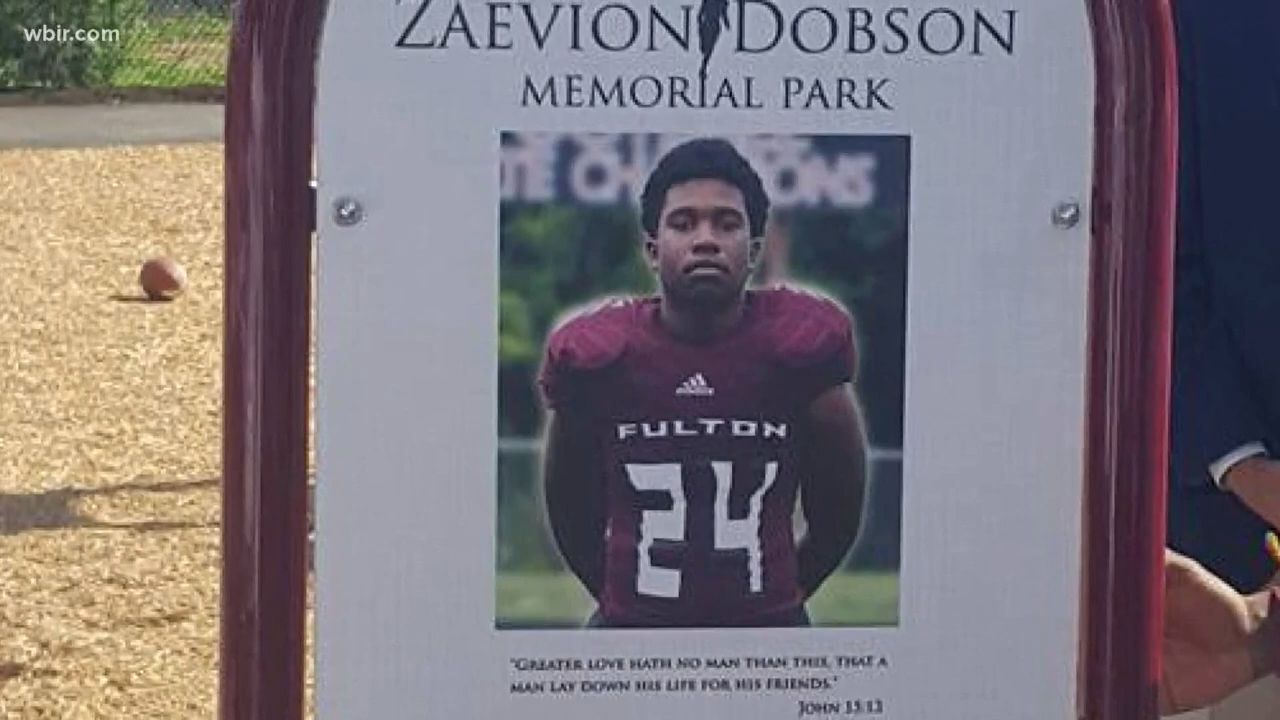 wbir.com
ZAEVION DOBSON
MEMORIAL PARK
FULTON
24
"GREATER LOVE HATH NO MAN THAN THIS, THAT A
MAN LAY DOWN HIS LIFE FOR HIS FRIENDS."
JOHN 15:13